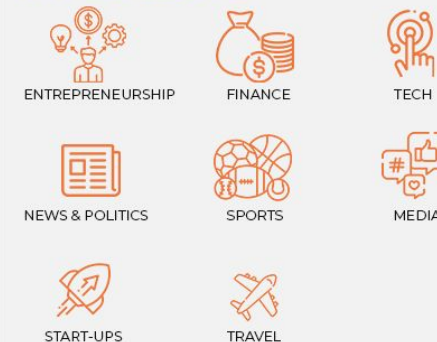 ENTREPRENEURSHIP
FINANCE
TECH
NEWS & POLITICS
SPORTS
MEDIA
START-UPS
TRAVEL